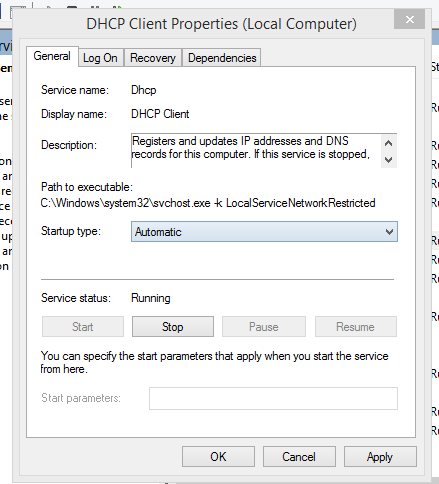 DHCP Client Properties (Local Computer)
General Log On Recovery Dependencies
Service name: Dhcp
Display name: DHCP Client
Description: Registers and updates IP addresses and DNS
records for this computer. If this service is stopped,
Path to executable:
C:\Windows\system32\svchost.exe -k LocalServiceNetworkRestricted
Startup type: Automatic
Service status: Running
Start Stop Pause Resume
You can specify the start parameters that apply when you start the service
from here.
Start parameters:
OK Cancel Apply